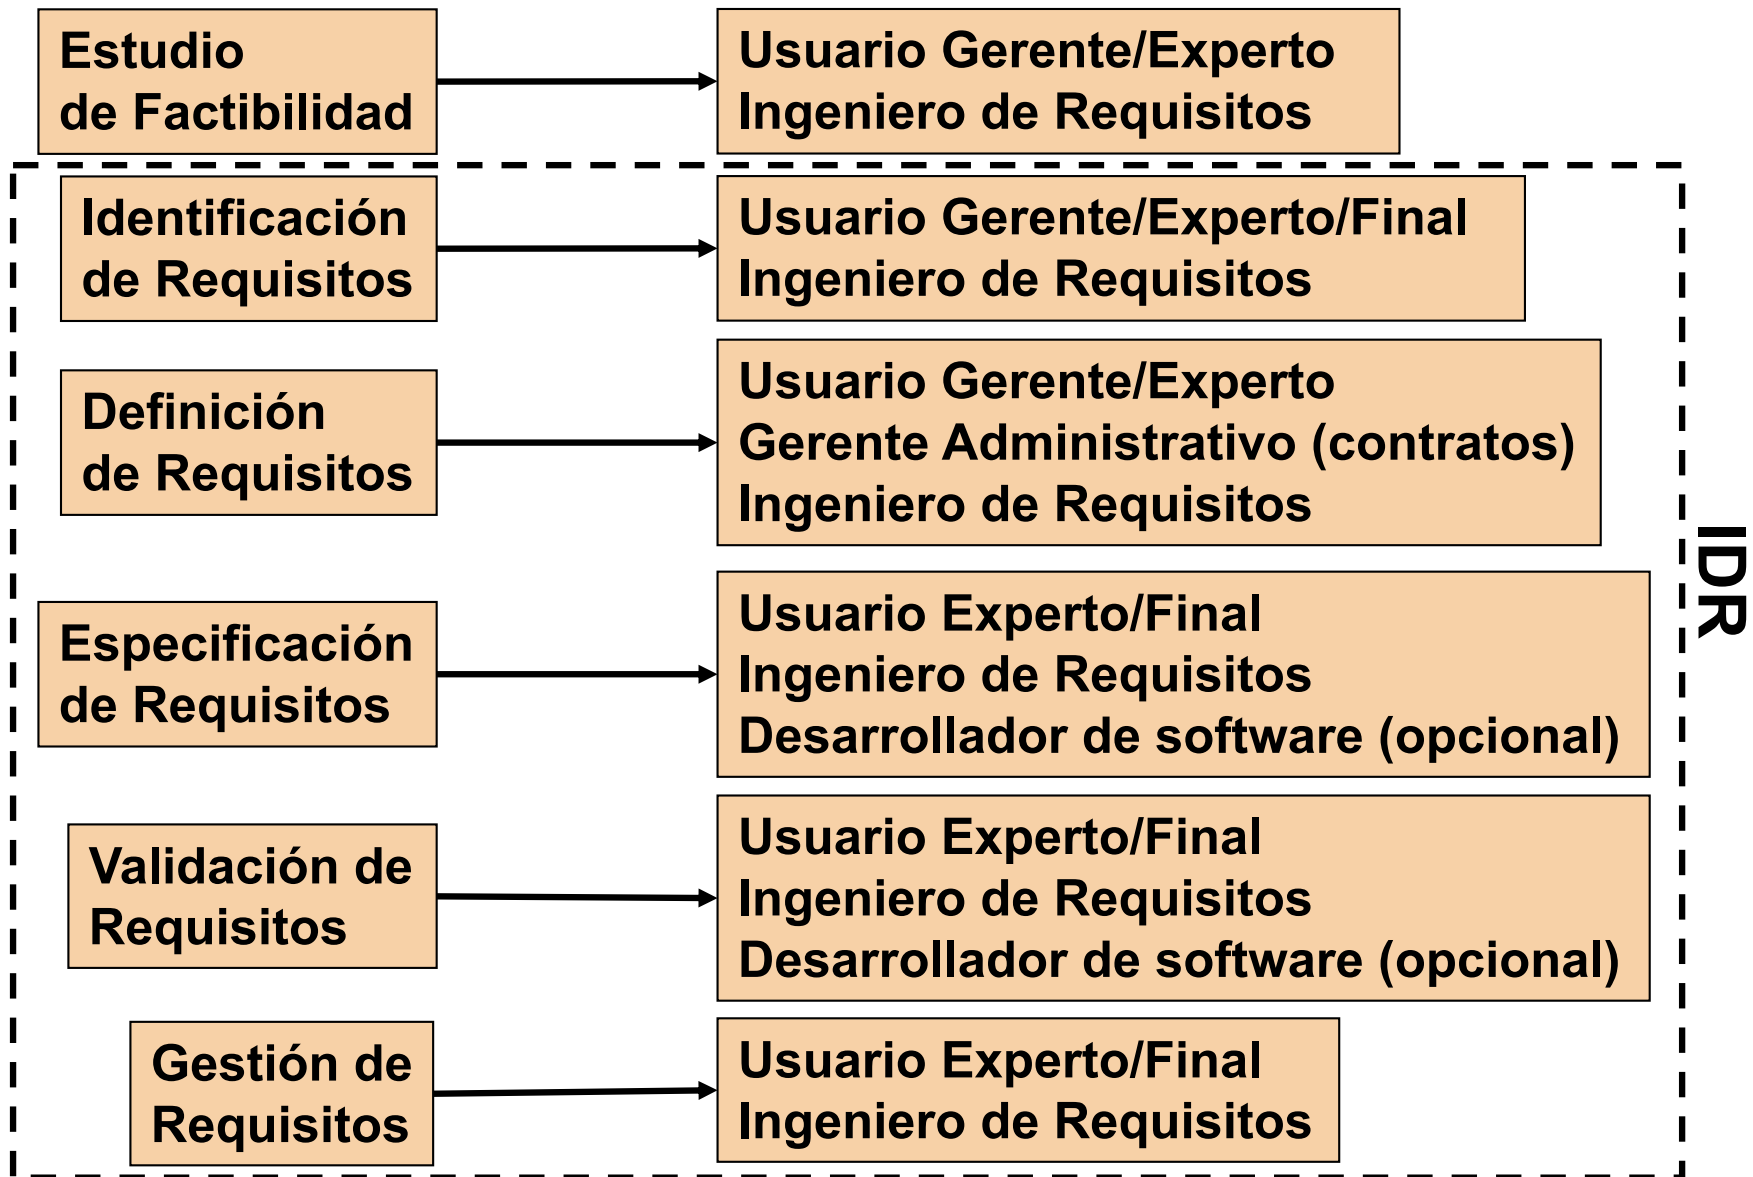 Estudio
de Factibilidad
Usuario Gerente/Experto
Ingeniero de Requisitos
Identificación
de Requisitos
Usuario Gerente/Experto/Final
Ingeniero de Requisitos
Definición
de Requisitos
Usuario Gerente/Experto
Gerente Administrativo (contratos)
Ingeniero de Requisitos
Especificación
de Requisitos
Usuario Experto/Final
Ingeniero de Requisitos
Desarrollador de software (opcional)
Validación de
Requisitos
Usuario Experto/Final
Ingeniero de Requisitos
Desarrollador de software (opcional)
Gestión de
Requisitos
Usuario Experto/Final
Ingeniero de Requisitos
IDR